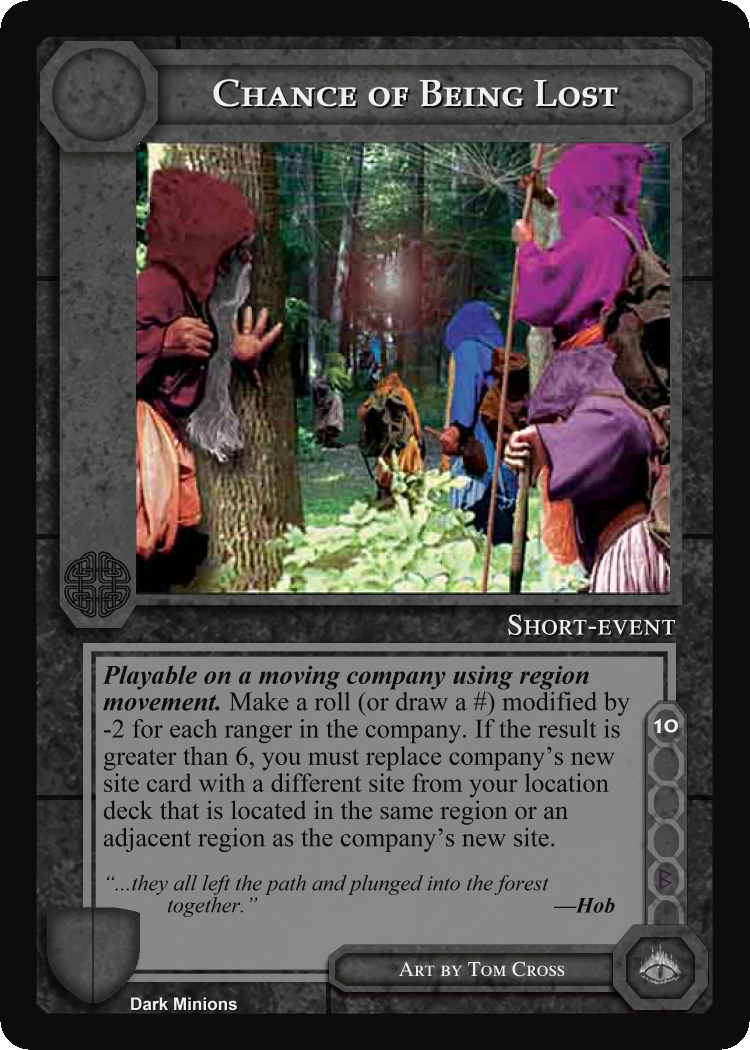 Chance of Being Lost
Short-event
Playable on a moving company using region
movement. Make a roll (or draw a #) modified by
-2 for each ranger in the company. If the result is
greater than 6, you must replace company's new
site card with a different site from your location
deck that is located in the same region or an
adjacent region as the company's new site.
10
"...they all left the path and plunged into the forest
together." —Hob
Art by Tom Cross
Dark Minions